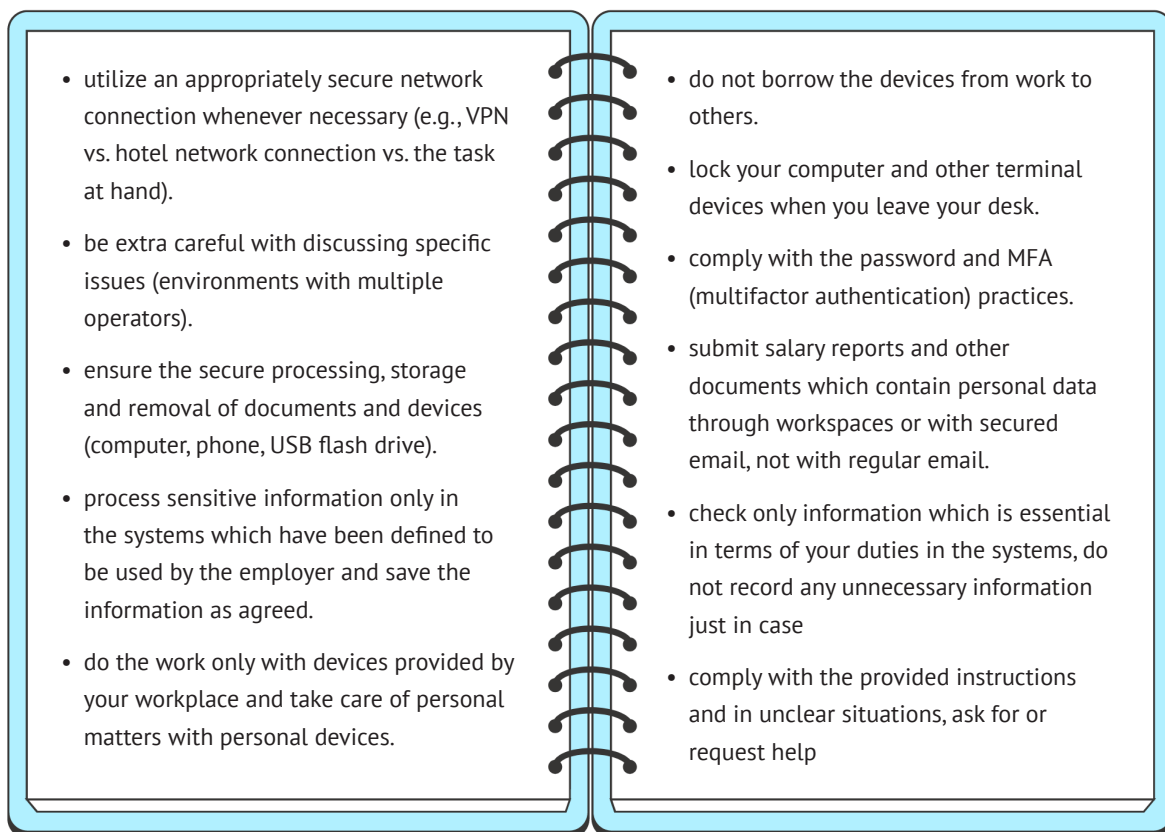 • utilize an appropriately secure network
connection whenever necessary (e.g., VPN
vs. hotel network connection vs. the task
at hand).
• be extra careful with discussing specific
issues (environments with multiple
operators).
• ensure the secure processing, storage
and removal of documents and devices
(computer, phone, USB flash drive).
• process sensitive information only in
the systems which have been defined to
be used by the employer and save the
information as agreed.
• do the work only with devices provided by
your workplace and take care of personal
matters with personal devices.
• do not borrow the devices from work to
others.
• lock your computer and other terminal
devices when you leave your desk.
• comply with the password and MFA
(multifactor authentication) practices.
• submit salary reports and other
documents which contain personal data
through workspaces or with secured
email, not with regular email.
• check only information which is essential
in terms of your duties in the systems, do
not record any unnecessary information
just in case
• comply with the provided instructions
and in unclear situations, ask for or
request help